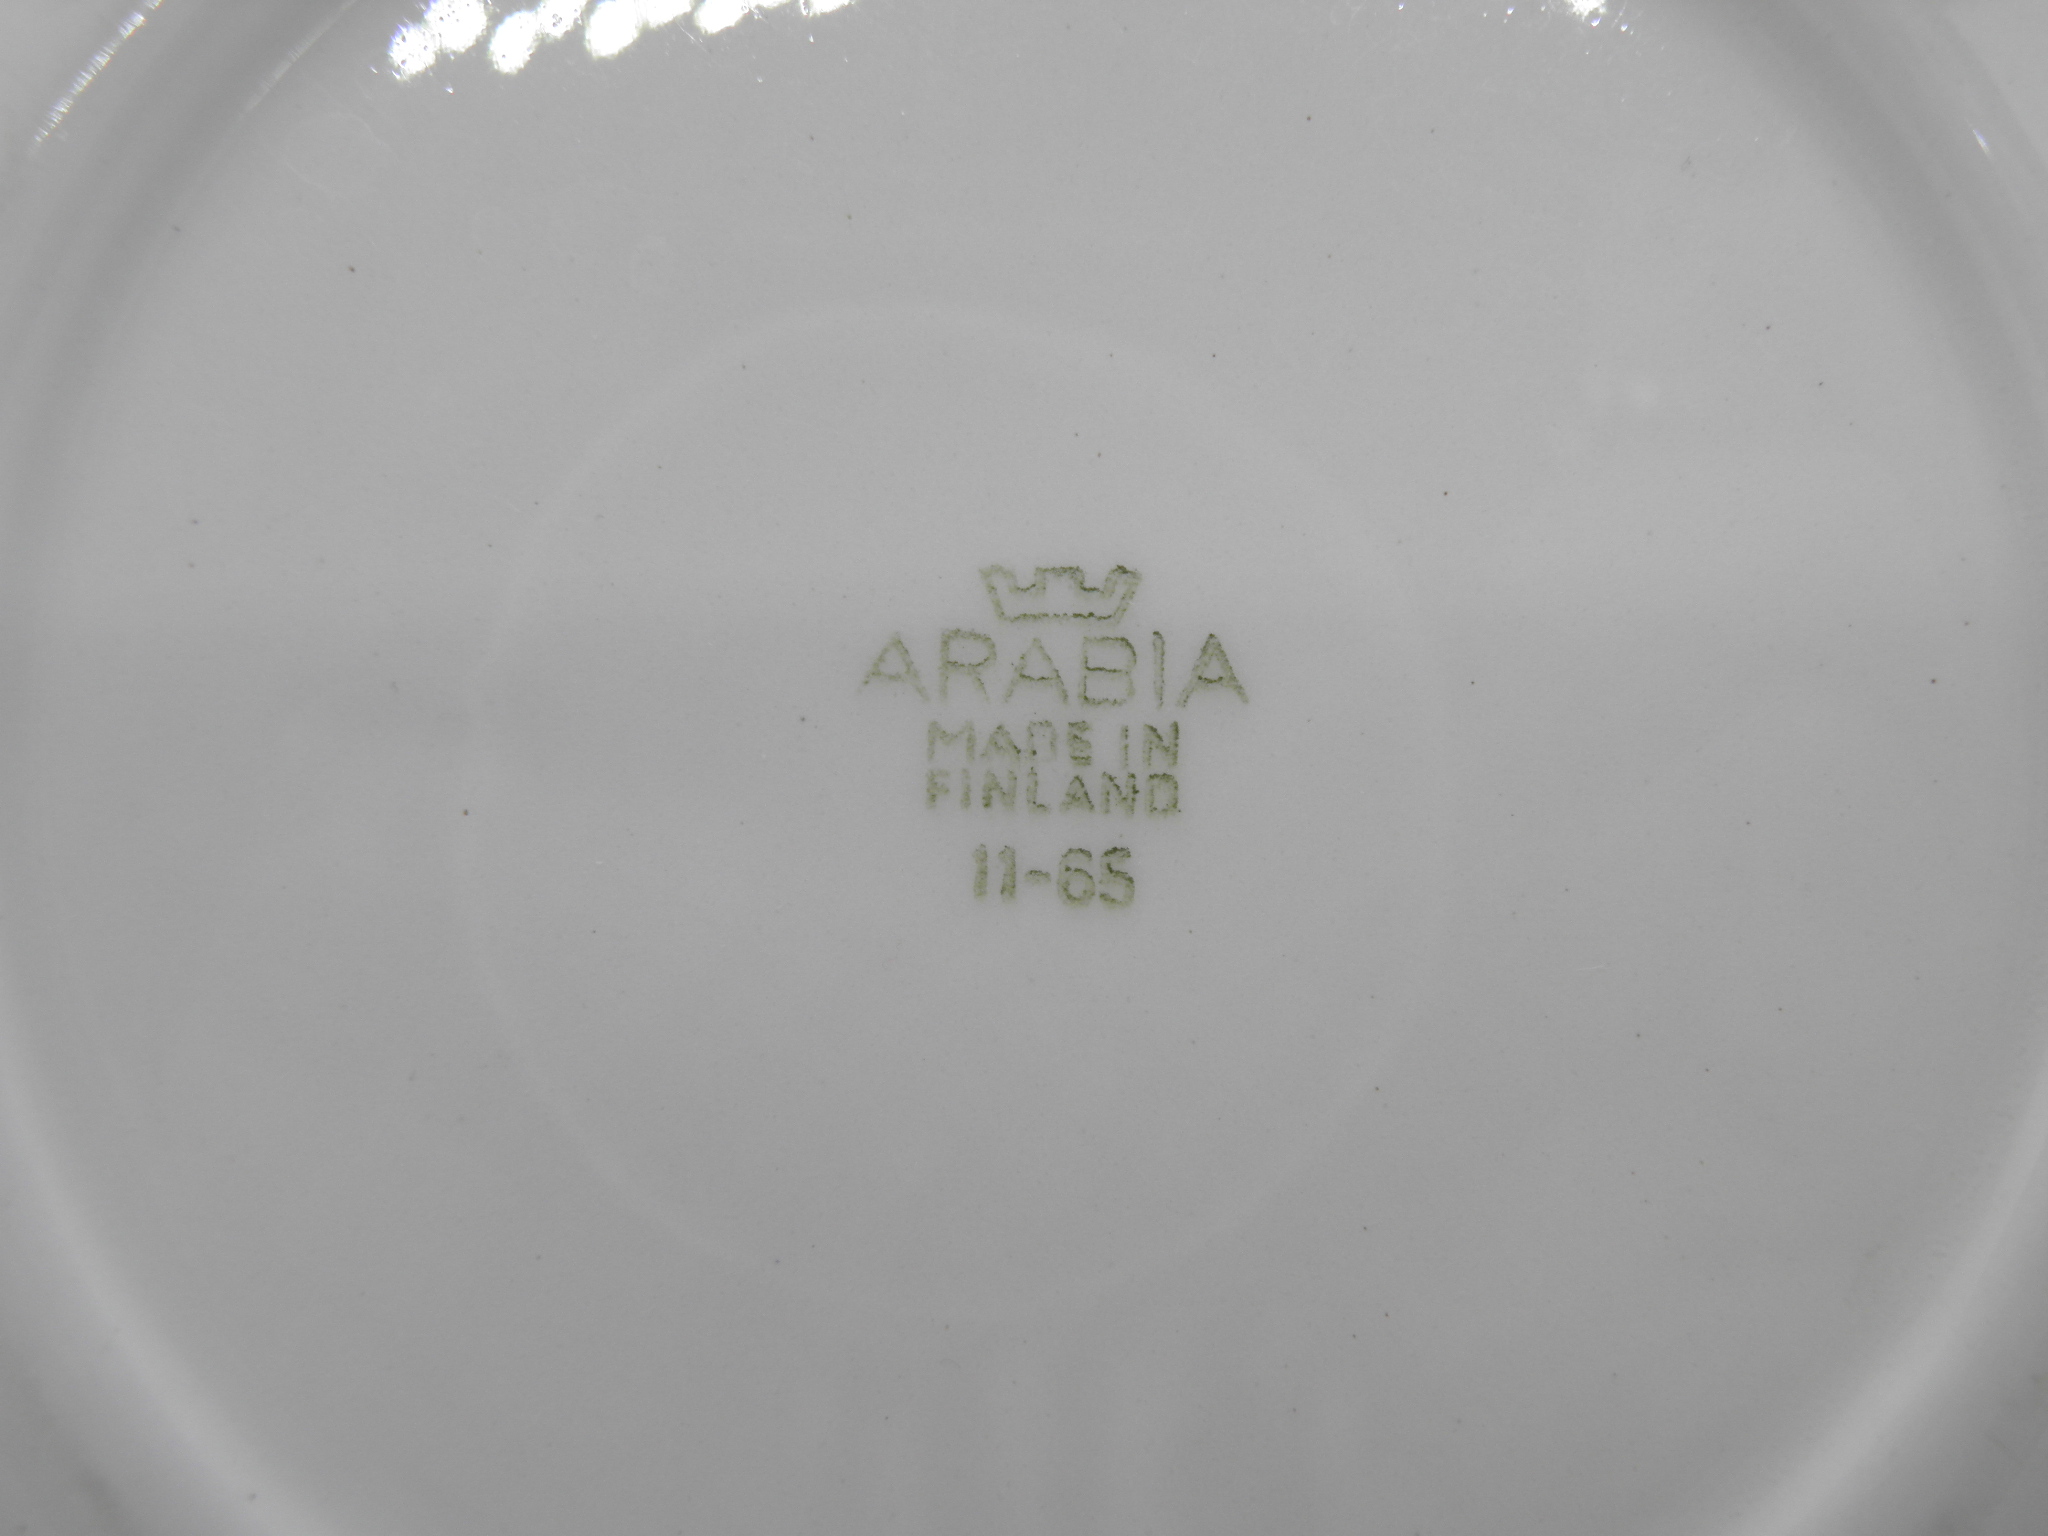 ARABIA
MADE IN
FINLAND
11-65